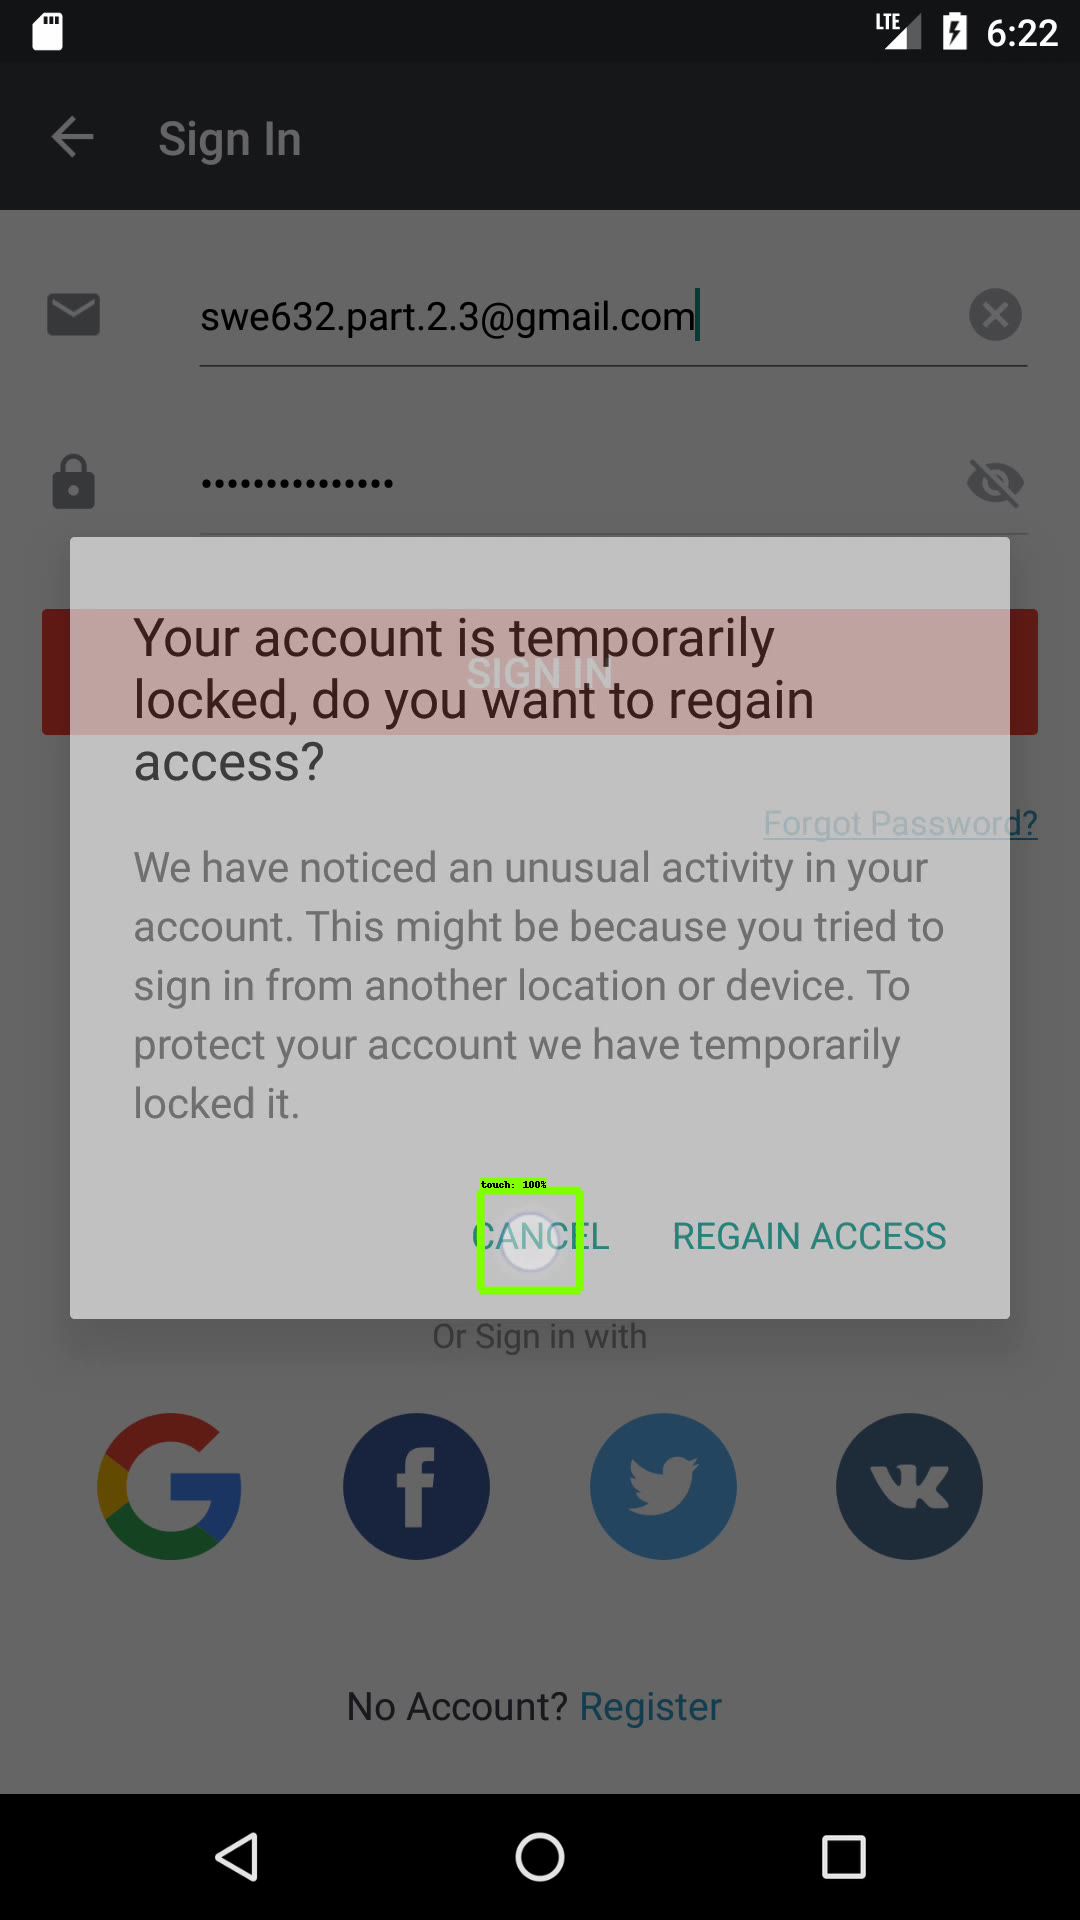 LTE 6:22
Sign In
swe632.part.2.3@gmail.com
•••••••••••••••
SIGN IN
Your account is temporarily
locked, do you want to regain
access?
Forgot Password?
We have noticed an unusual activity in your
account. This might be because you tried to
sign in from another location or device. To
protect your account we have temporarily
locked it.
touch: 100%
CANCEL REGAIN ACCESS
Or Sign in with
No Account? Register